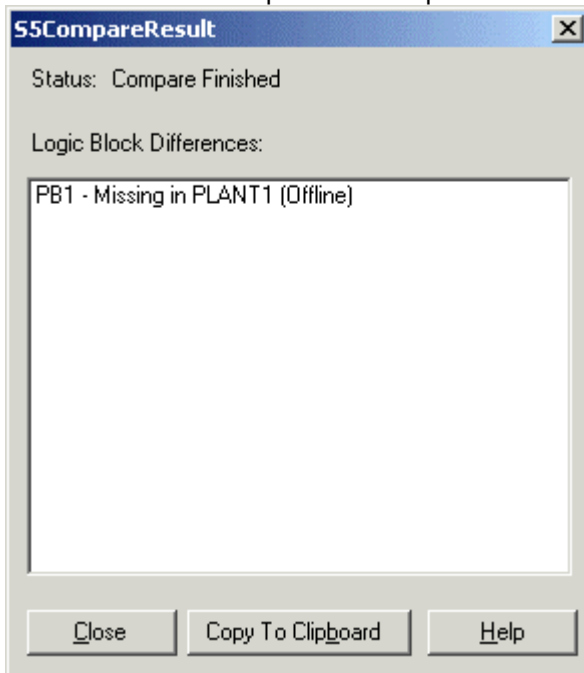 S5CompareResult
Status: Compare Finished
Logic Block Differences:
PB1 - Missing in PLANT1 (Offline)
Close
Copy To Clipboard
Help